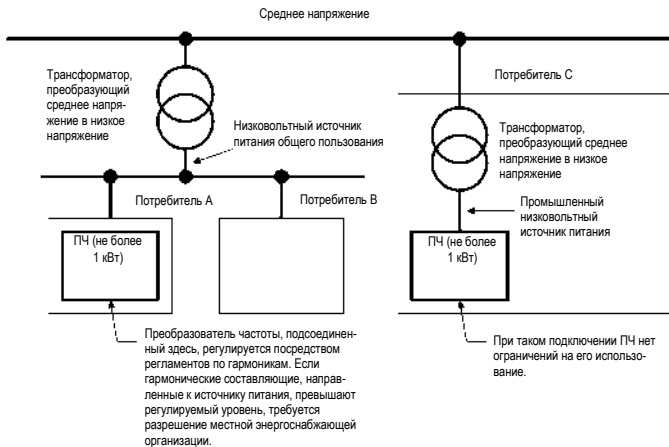 Среднее напряжение
Трансформатор,
преобразующий
среднее напря-
жение в низкое
напряжение
Низковольтный источник
питания общего пользования
Потребитель A
Потребитель B
ПЧ (не более
1 кВт)
Преобразователь частоты, подсоединен-
ный здесь, регулируется посредством
регламентов по гармоникам. Если
гармонические составляющие, направ-
ленные к источнику питания, превышают
регулируемый уровень, требуется
разрешение местной энергоснабжающей
организации.
Потребитель C
Трансформатор,
преобразующий среднее
напряжение в низкое
напряжение
Промышленный
низковольтный
источник питания
ПЧ (не более
1 кВт)
При таком подключении ПЧ нет
ограничений на его использо-
вание.